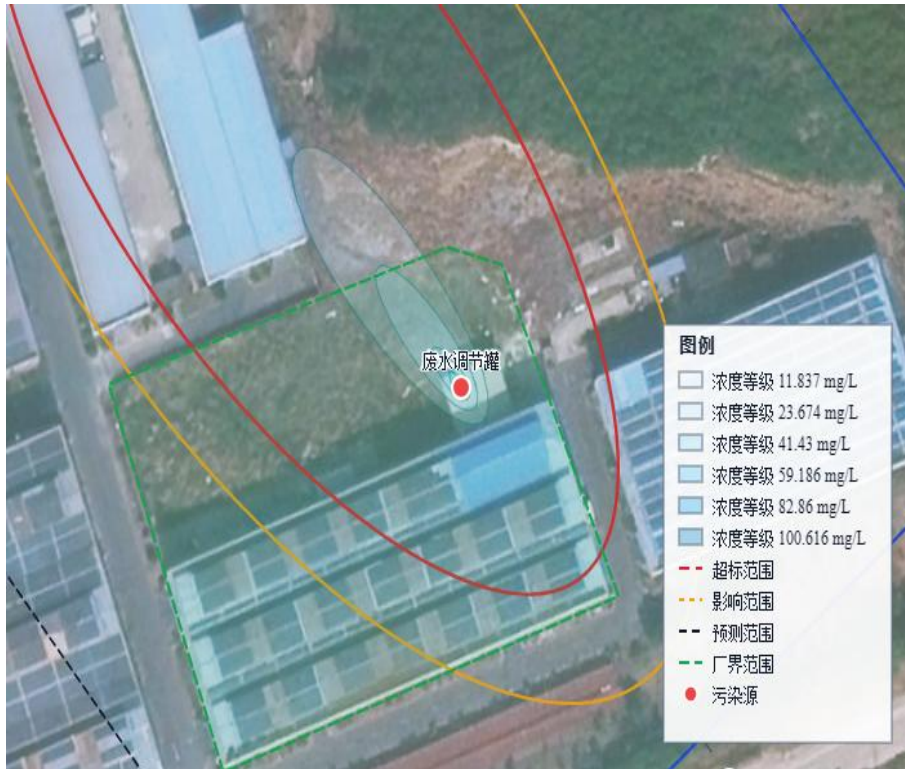 废水调节罐
图例
浓度等级 11.837 mg/L
浓度等级 23.674 mg/L
浓度等级 41.43 mg/L
浓度等级 59.186 mg/L
浓度等级 82.86 mg/L
浓度等级 100.616 mg/L
超标范围
影响范围
预测范围
厂界范围
污染源